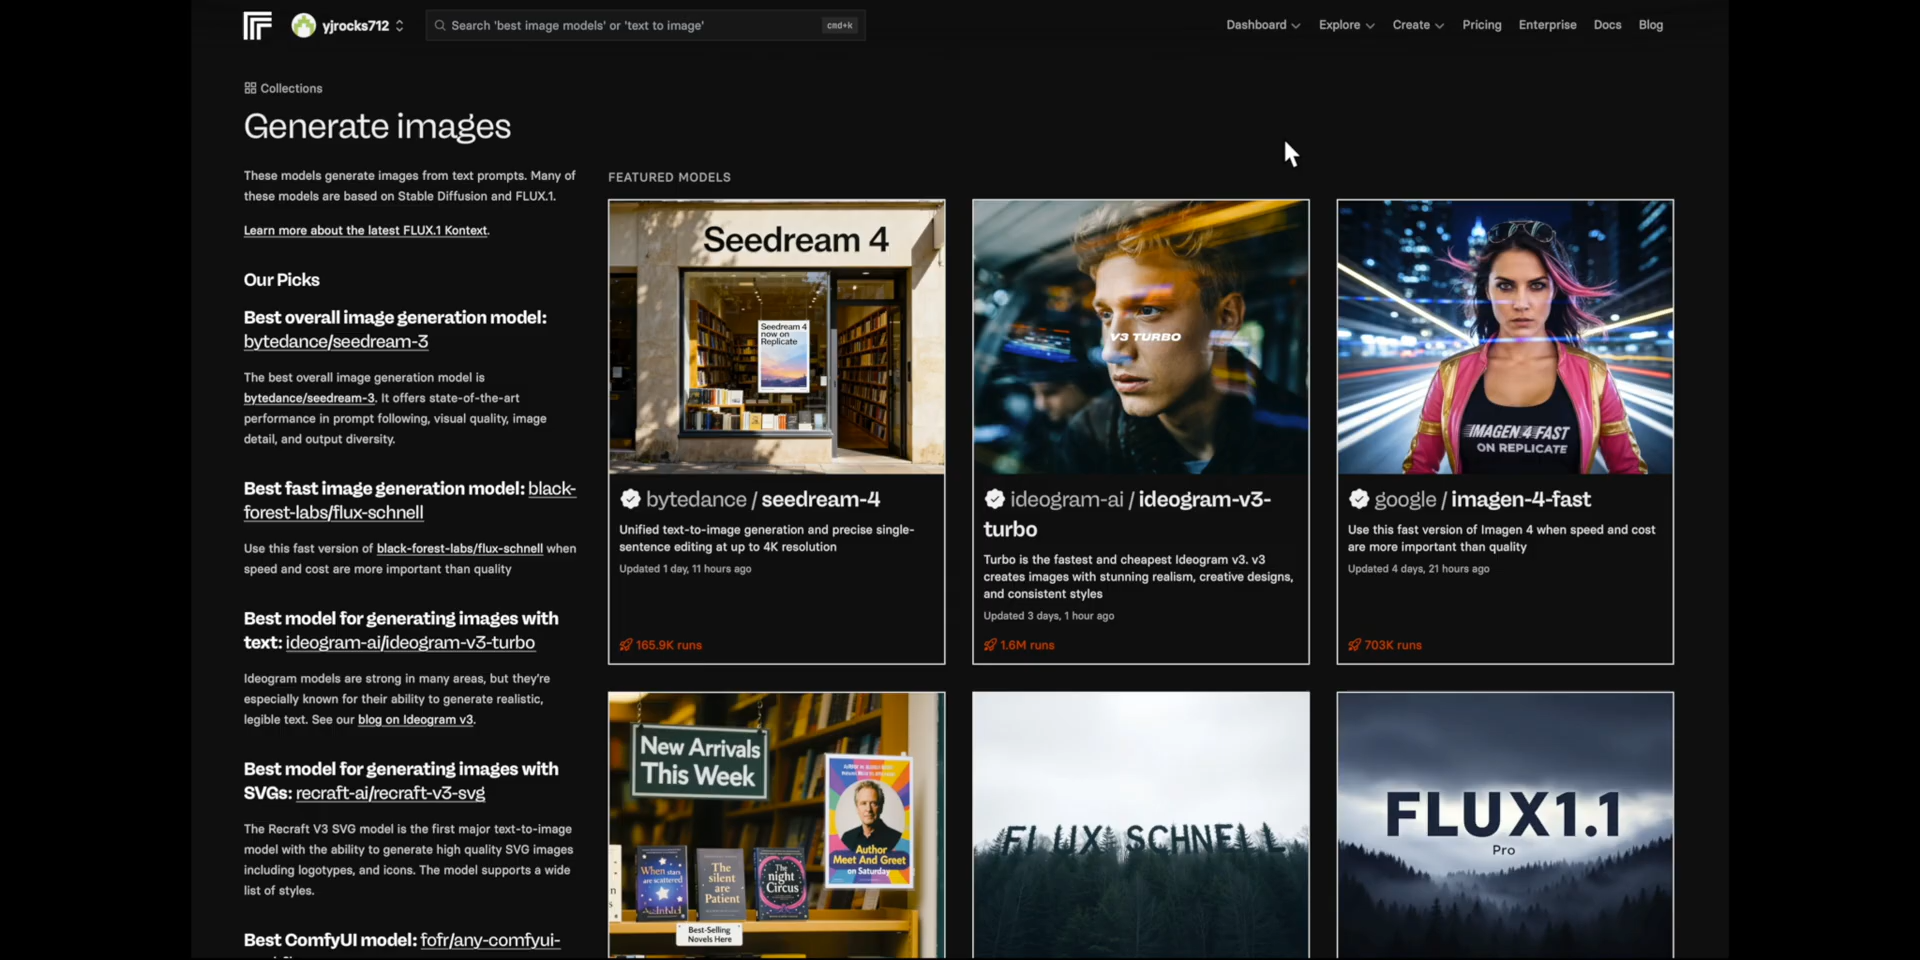 yjrocks712
Search 'best image models' or 'text to image'
cmd+k
Dashboard
Explore
Create
Pricing
Enterprise
Docs
Blog
Collections
Generate images
These models generate images from text prompts. Many of
these models are based on Stable Diffusion and FLUX.1.
Learn more about the latest FLUX.1 Kontext.
Our Picks
Best overall image generation model:
bytedance/seedream-3
The best overall image generation model is
bytedance/seedream-3. It offers state-of-the-art
performance in prompt following, visual quality, image
detail, and output diversity.
Best fast image generation model: black-
forest-labs/flux-schnell
Use this fast version of black-forest-labs/flux-schnell when
speed and cost are more important than quality
Best model for generating images with
text: ideogram-ai/ideogram-v3-turbo
Ideogram models are strong in many areas, but they're
especially known for their ability to generate realistic,
legible text. See our blog on Ideogram v3.
Best model for generating images with
SVGs: recraft-ai/recraft-v3-svg
The Recraft V3 SVG model is the first major text-to-image
model with the ability to generate high quality SVG images
including logotypes, and icons. The model supports a wide
list of styles.
Best ComfyUI model: fofr/any-comfyui-
FEATURED MODELS
Seedream 4
Seedream 4
now on
Replicate
bytedance / seedream-4
Unified text-to-image generation and precise single-
sentence editing at up to 4K resolution
Updated 1 day, 11 hours ago
165.9K runs
V3 TURBO
ideogram-ai / ideogram-v3-
turbo
Turbo is the fastest and cheapest Ideogram v3. v3
creates images with stunning realism, creative designs,
and consistent styles
Updated 3 days, 1 hour ago
1.6M runs
IMAGEN 4 FAST
ON REPLICATE
google / imagen-4-fast
Use this fast version of Imagen 4 when speed and cost
are more important than quality
Updated 4 days, 21 hours ago
703K runs
New Arrivals
This Week
Author
Meet And Greet
on Saturday
When stars
are scattered
The
silent
are
Patient
The
night
Circus
Best-Selling
Novels Here
FLUX SCHNELL
FLUX1.1
Pro